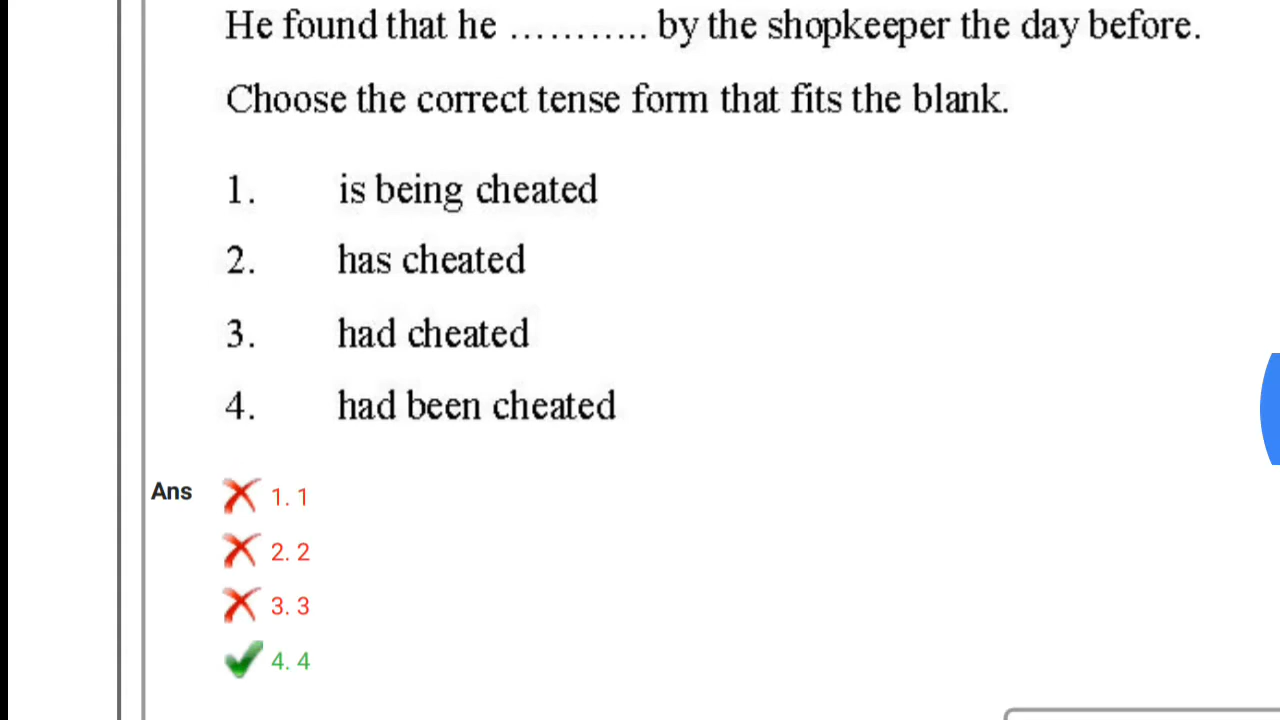 He found that he ……….. by the shopkeeper the day before.
Choose the correct tense form that fits the blank.
1. is being cheated
2. has cheated
3. had cheated
4. had been cheated
Ans 1. 1
2. 2
3. 3
4. 4